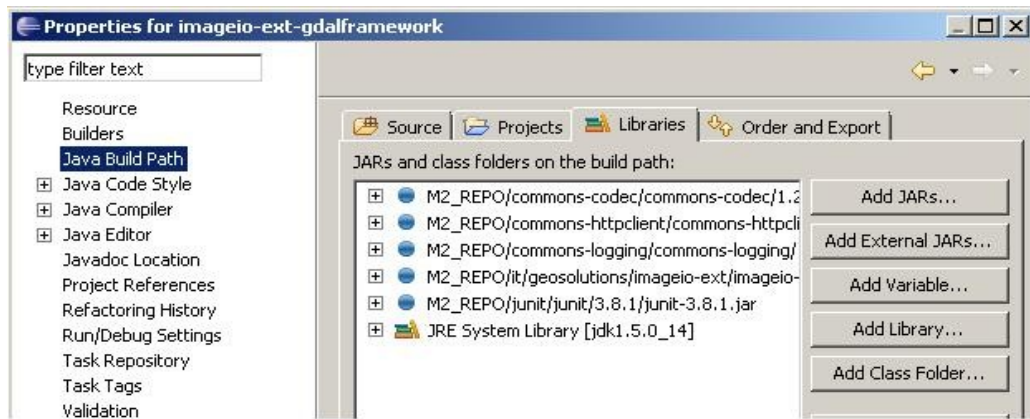 Properties for imageio-ext-gdalframework
type filter text
Resource
Builders
Java Build Path
Java Code Style
Java Compiler
Java Editor
Javadoc Location
Project References
Refactoring History
Run/Debug Settings
Task Repository
Task Tags
Validation
Source Projects Libraries Order and Export
JARs and class folders on the build path:
M2_REPO/commons-codec/commons-codec/1.2
M2_REPO/commons-httpclient/commons-httpcli
M2_REPO/commons-logging/commons-logging/
M2_REPO/it/geosolutions/imageio-ext/imageio-
M2_REPO/junit/junit/3.8.1/junit-3.8.1.jar
JRE System Library [jdk1.5.0_14]
Add JARs...
Add External JARs...
Add Variable...
Add Library...
Add Class Folder...